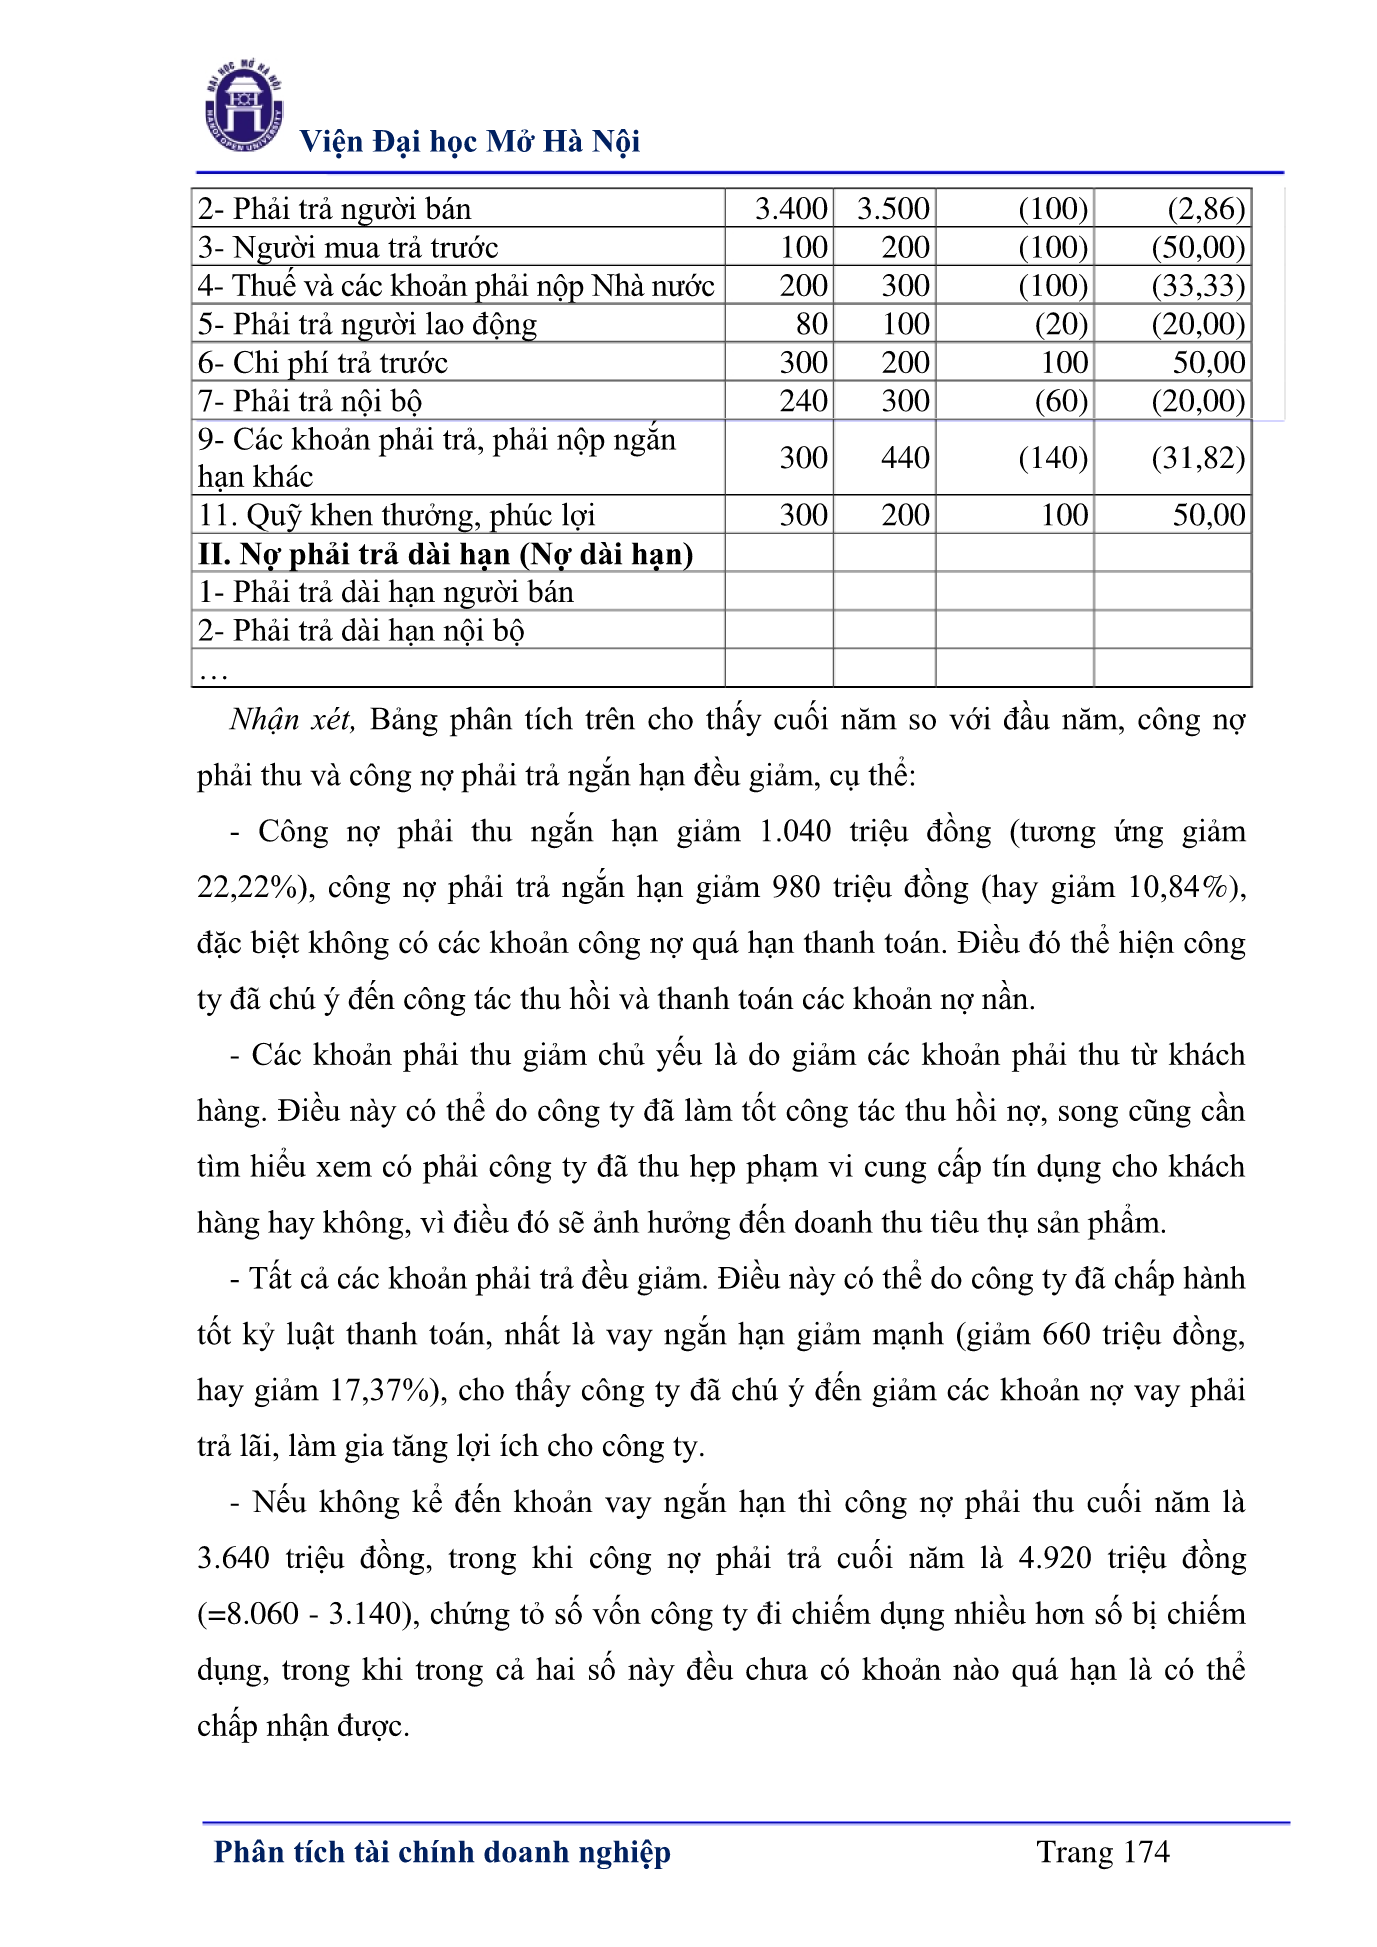 ĐẠI HỌC MỞ HÀ NỘI
HANOI OPEN UNIVERSITY
Viện Đại học Mở Hà Nội
2- Phải trả người bán 3.400 3.500 (100) (2,86)
3- Người mua trả trước 100 200 (100) (50,00)
4- Thuế và các khoản phải nộp Nhà nước 200 300 (100) (33,33)
5- Phải trả người lao động 80 100 (20) (20,00)
6- Chi phí trả trước 300 200 100 50,00
7- Phải trả nội bộ 240 300 (60) (20,00)
9- Các khoản phải trả, phải nộp ngắn
hạn khác 300 440 (140) (31,82)
11. Quỹ khen thưởng, phúc lợi 300 200 100 50,00
II. Nợ phải trả dài hạn (Nợ dài hạn)
1- Phải trả dài hạn người bán
2- Phải trả dài hạn nội bộ
…
Nhận xét, Bảng phân tích trên cho thấy cuối năm so với đầu năm, công nợ
phải thu và công nợ phải trả ngắn hạn đều giảm, cụ thể:
- Công nợ phải thu ngắn hạn giảm 1.040 triệu đồng (tương ứng giảm
22,22%), công nợ phải trả ngắn hạn giảm 980 triệu đồng (hay giảm 10,84%),
đặc biệt không có các khoản công nợ quá hạn thanh toán. Điều đó thể hiện công
ty đã chú ý đến công tác thu hồi và thanh toán các khoản nợ nần.
- Các khoản phải thu giảm chủ yếu là do giảm các khoản phải thu từ khách
hàng. Điều này có thể do công ty đã làm tốt công tác thu hồi nợ, song cũng cần
tìm hiểu xem có phải công ty đã thu hẹp phạm vi cung cấp tín dụng cho khách
hàng hay không, vì điều đó sẽ ảnh hưởng đến doanh thu tiêu thụ sản phẩm.
- Tất cả các khoản phải trả đều giảm. Điều này có thể do công ty đã chấp hành
tốt kỷ luật thanh toán, nhất là vay ngắn hạn giảm mạnh (giảm 660 triệu đồng,
hay giảm 17,37%), cho thấy công ty đã chú ý đến giảm các khoản nợ vay phải
trả lãi, làm gia tăng lợi ích cho công ty.
- Nếu không kể đến khoản vay ngắn hạn thì công nợ phải thu cuối năm là
3.640 triệu đồng, trong khi công nợ phải trả cuối năm là 4.920 triệu đồng
(=8.060 - 3.140), chứng tỏ số vốn công ty đi chiếm dụng nhiều hơn số bị chiếm
dụng, trong khi trong cả hai số này đều chưa có khoản nào quá hạn là có thể
chấp nhận được.
Phân tích tài chính doanh nghiệp Trang 174